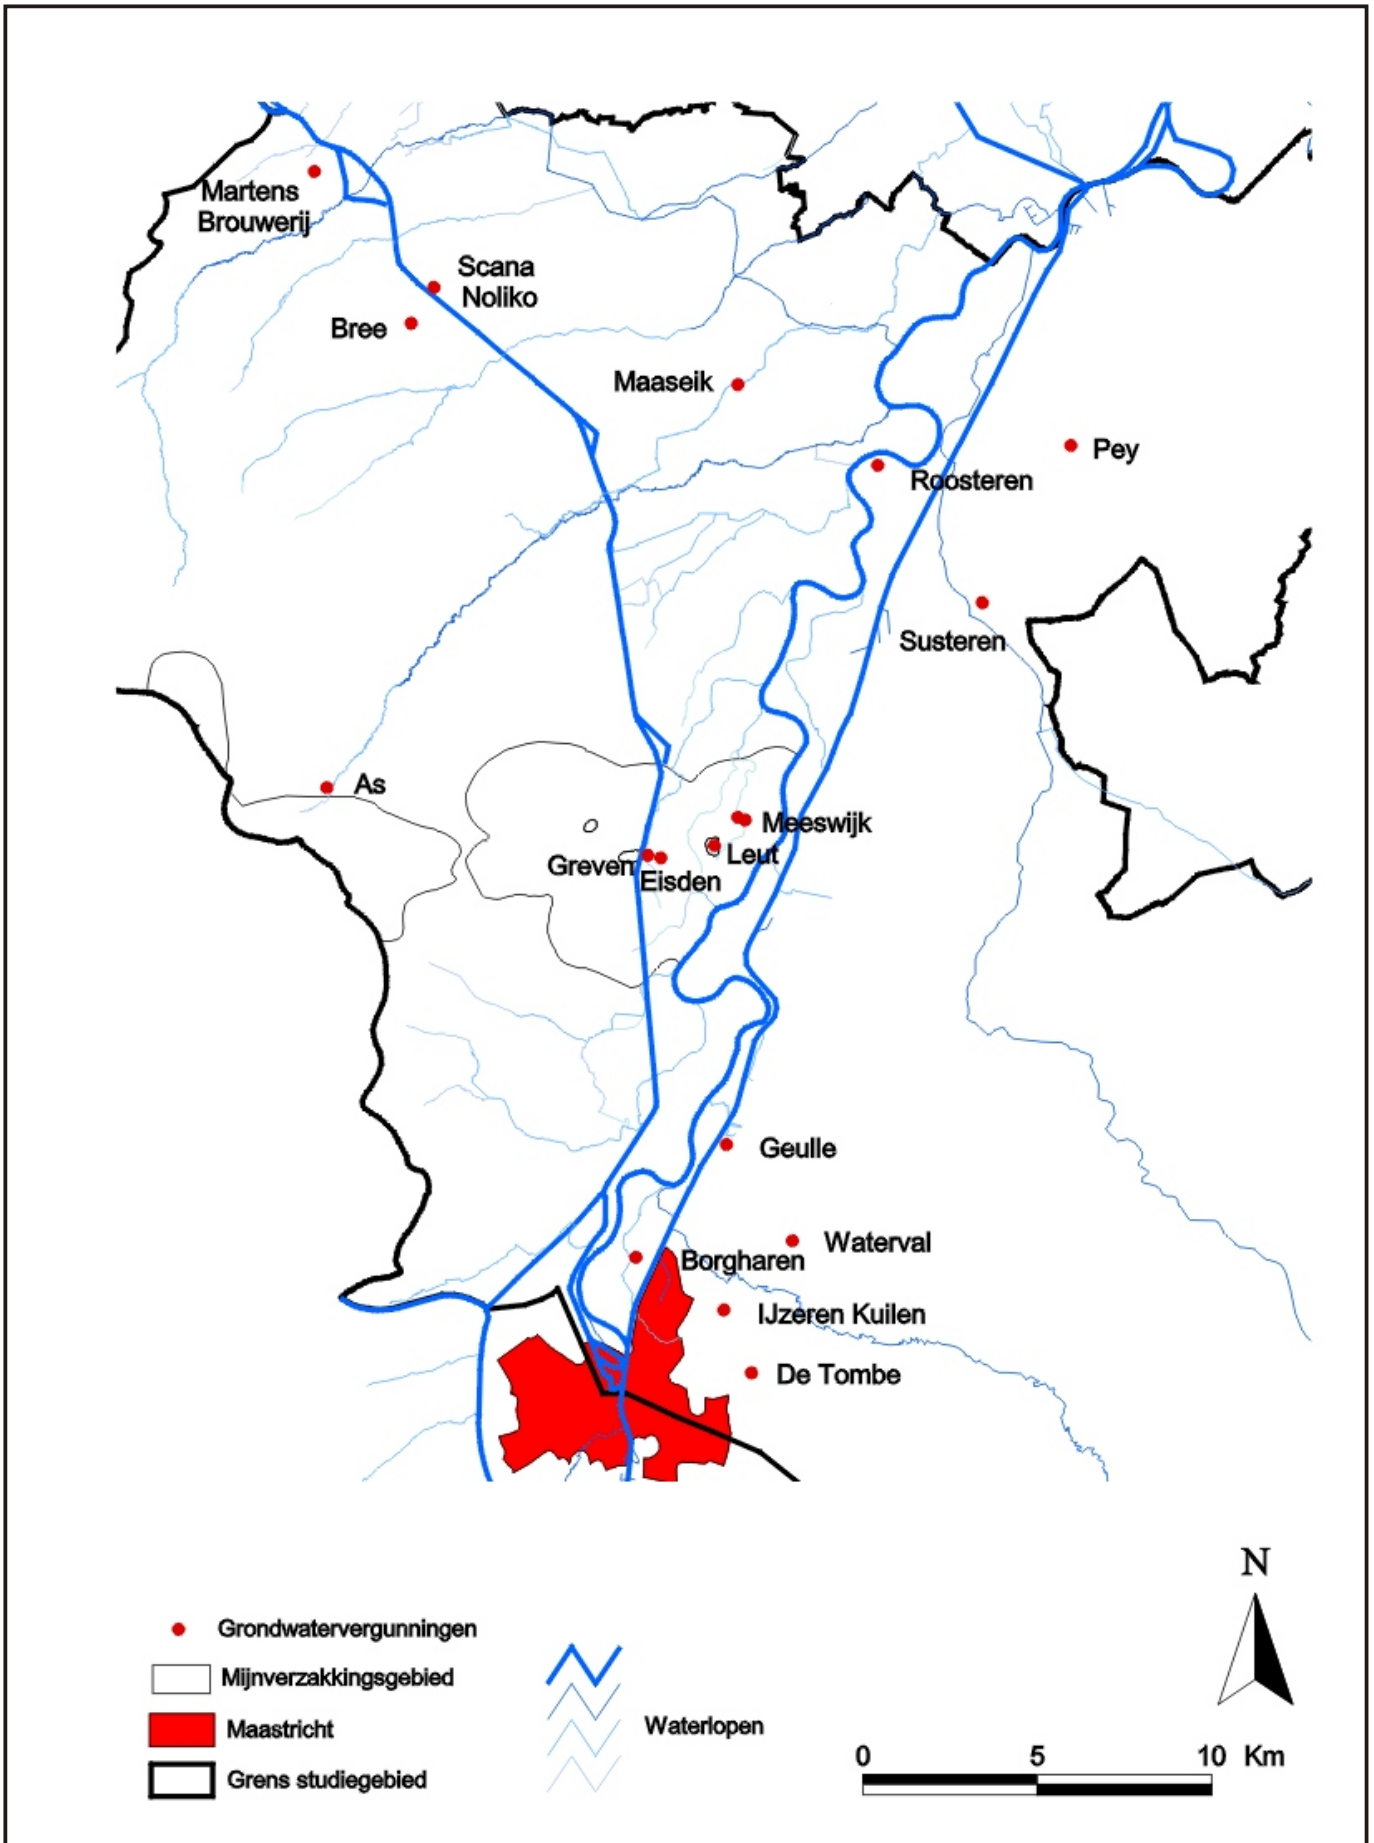 Martens
Brouwerij
Scana
Noliko
Bree
Maaseik
Pey
Roosteren
Susteren
As
Meeswijk
Leut
Greven
Eisden
Geulle
Waterval
Borgharen
IJzeren Kuilen
De Tombe
N
Grondwatervergunningen
Mijnverzakkingsgebied
Maastricht
Grens studiegebied
Waterlopen
0 5 10 Km